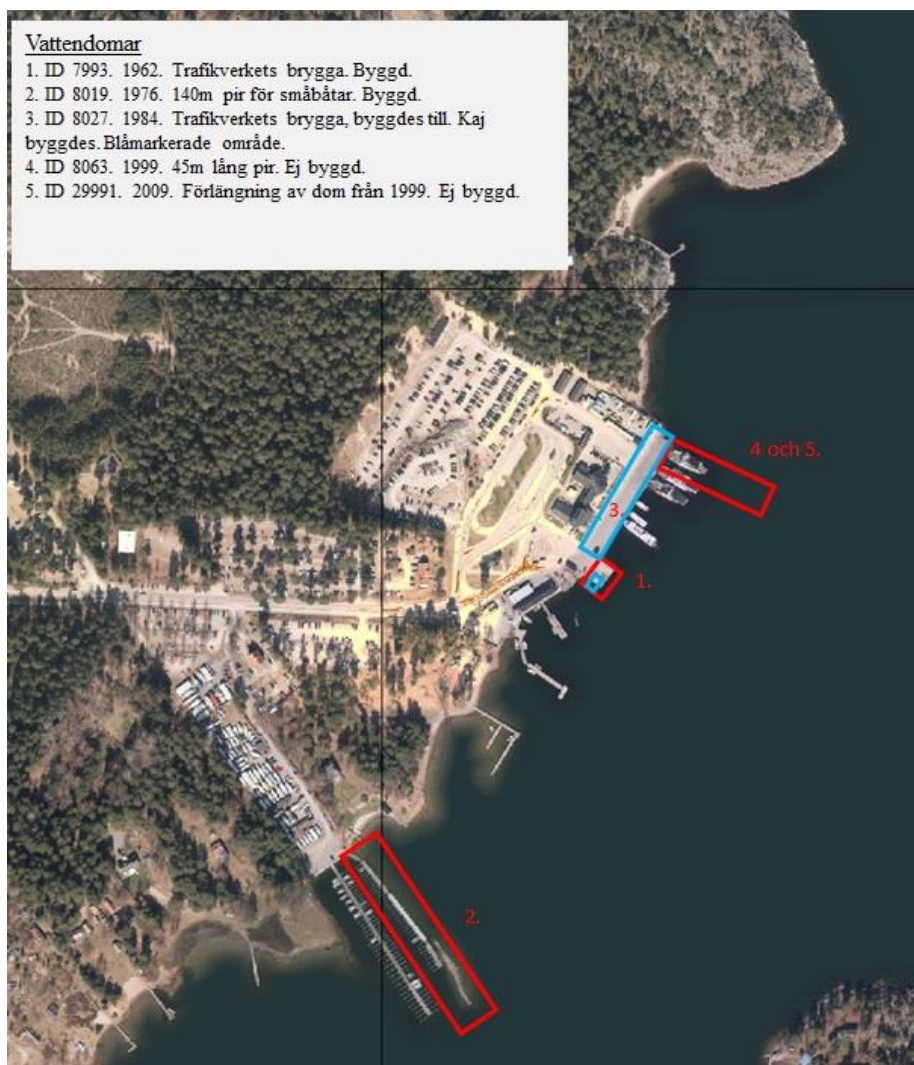 Vattendomar
1. ID 7993. 1962. Trafikverkets brygga. Byggd.
2. ID 8019. 1976. 140m pir för småbåtar. Byggd.
3. ID 8027. 1984. Trafikverkets brygga, byggdes till. Kaj
byggdes. Blåmarkerade område.
4. ID 8063. 1999. 45m lång pir. Ej byggd.
5. ID 29991. 2009. Förlängning av dom från 1999. Ej byggd.
4 och 5.
3.
1.
2.